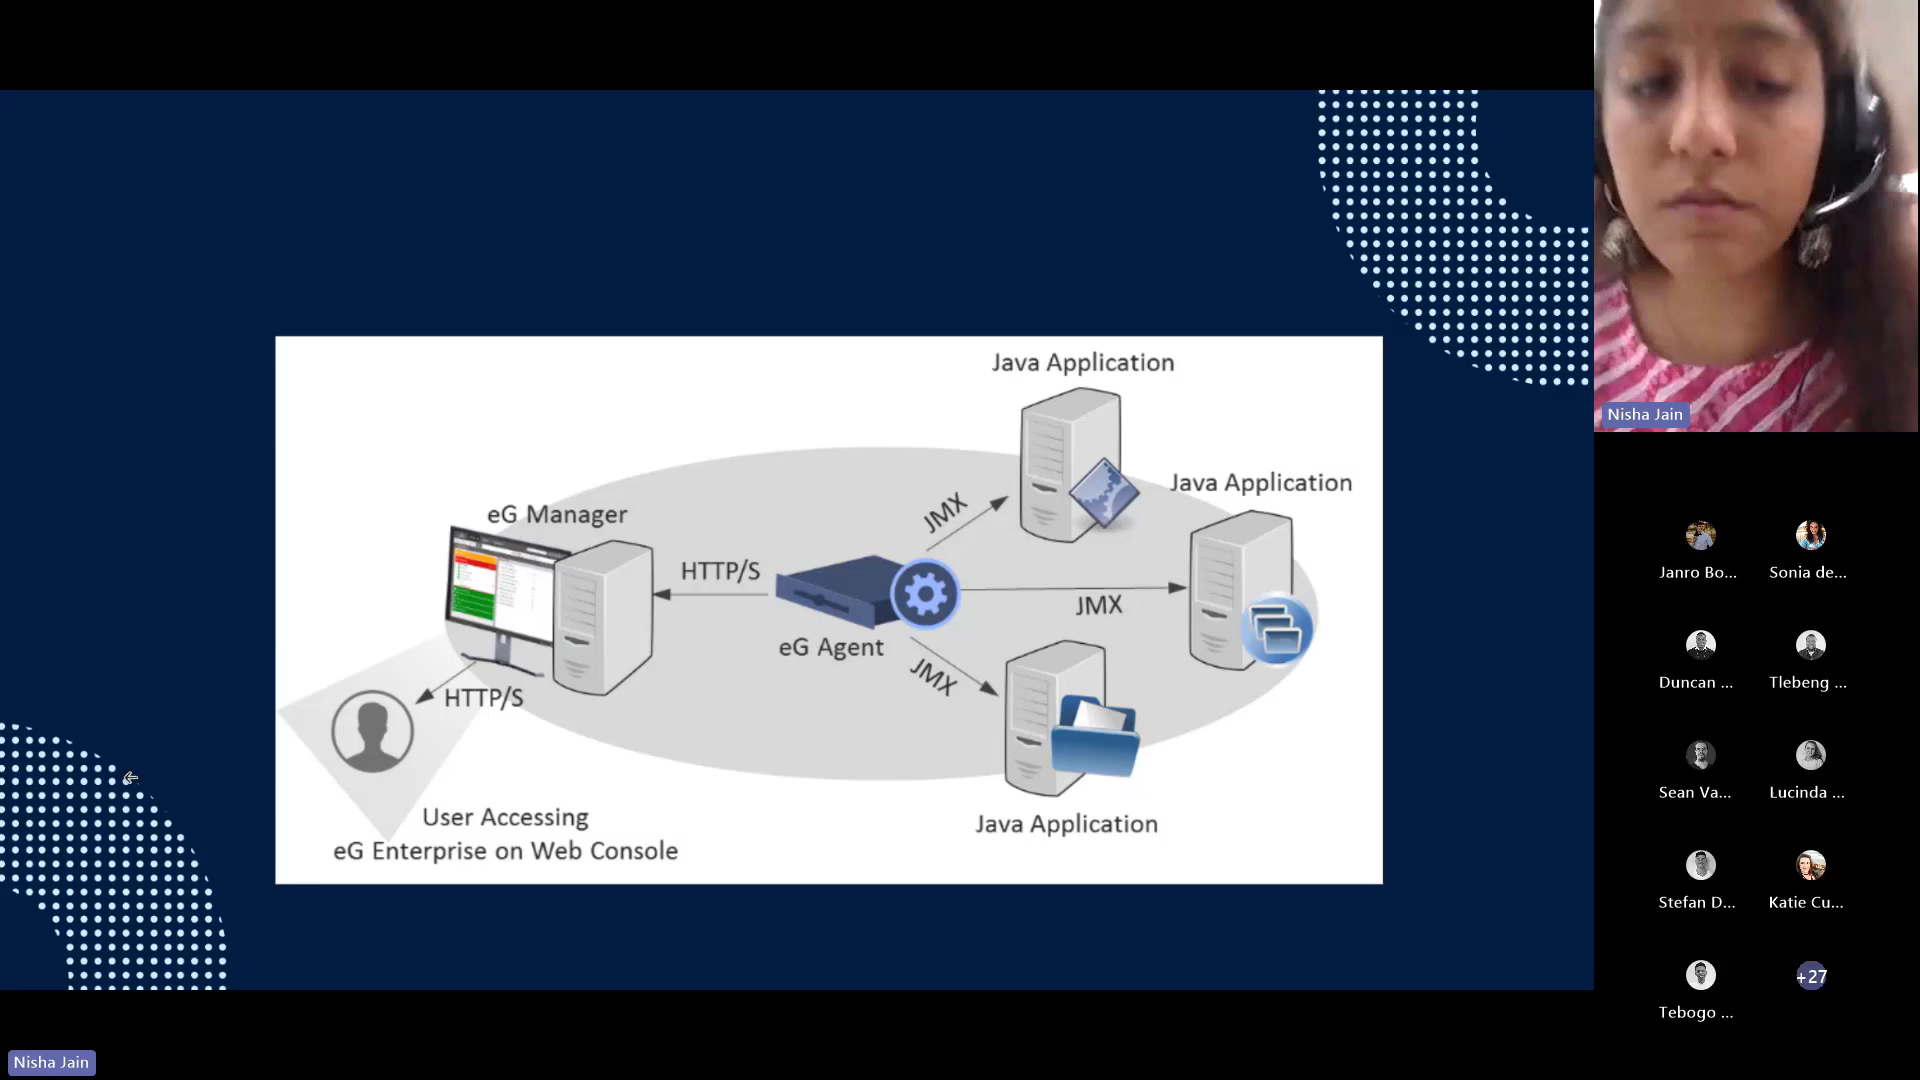 Java Application
Java Application
eG Manager
JMX
HTTP/S
JMX
eG Agent
JMX
HTTP/S
User Accessing
eG Enterprise on Web Console
Java Application
Nisha Jain
Janro Bo...
Sonia de...
Duncan ...
Tlebeng ...
Sean Va...
Lucinda ...
Stefan D...
Katie Cu...
Tebogo ...
+27
Nisha Jain